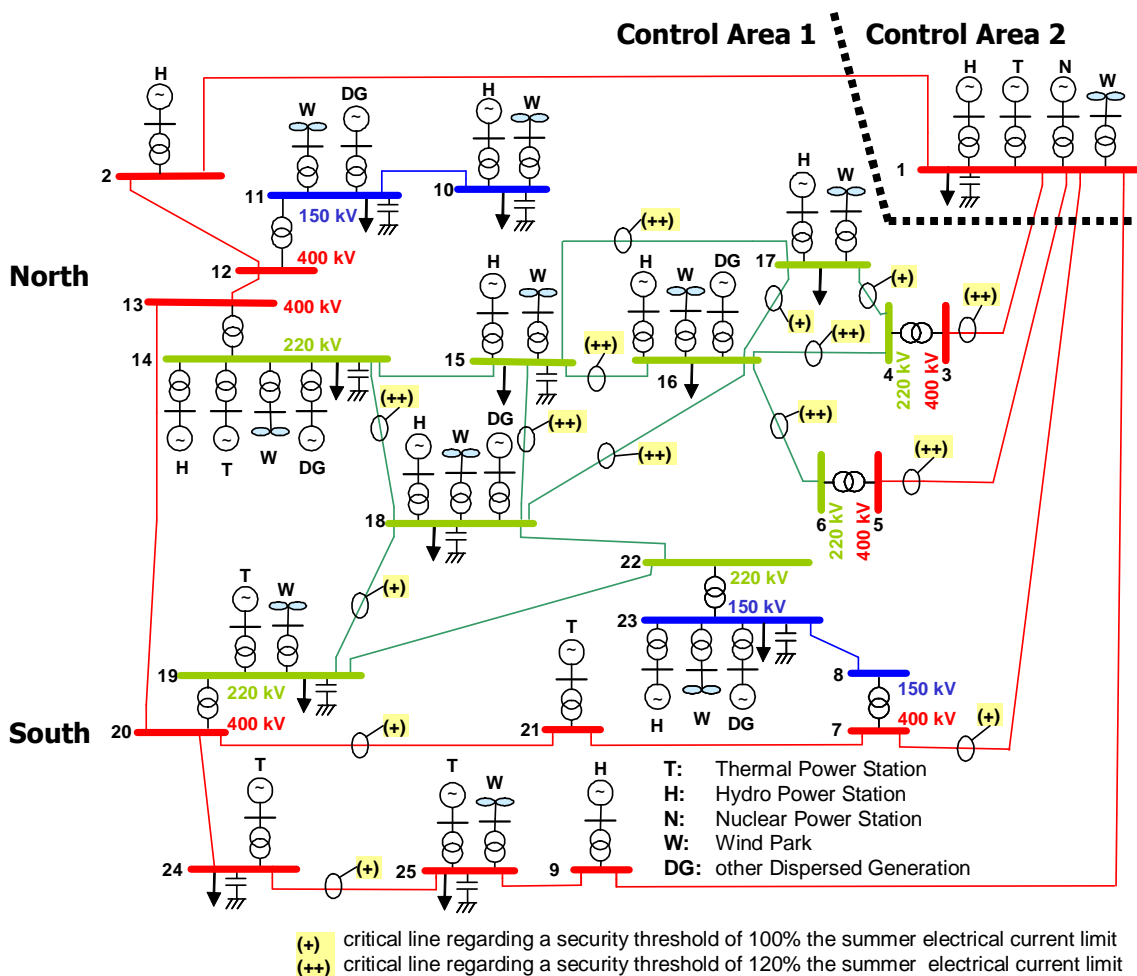 Control Area 1 Control Area 2
H
H T N W
W DG H W
~
2
1
11
150 kV
10
H W
(++)
17
North
12
400 kV
13
400 kV
H W
H W DG
(+)
(+)
(++)
(++)
14
220 kV
15
(++)
16
4
3
220 kV
400 kV
H T W DG
(++)
(++)
H W DG
(++)
(++)
(++)
18
6
5
220 kV
400 kV
22
220 kV
T W
(+)
150 kV
23
H W DG
T
19
220 kV
8
150 kV
South
20
400 kV
(+)
21
7
400 kV
(+)
T
T W
H
24
(+)
25
9
T: Thermal Power Station
H: Hydro Power Station
N: Nuclear Power Station
W: Wind Park
DG: other Dispersed Generation
(+) critical line regarding a security threshold of 100% the summer electrical current limit
(++) critical line regarding a security threshold of 120% the summer electrical current limit